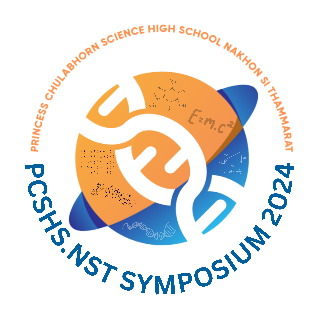 PRINCESS CHULABHORN SCIENCE HIGH SCHOOL NAKHON SI THAMMARAT
E=m.c²
PCSHS.NST SYMPOSIUM 2024